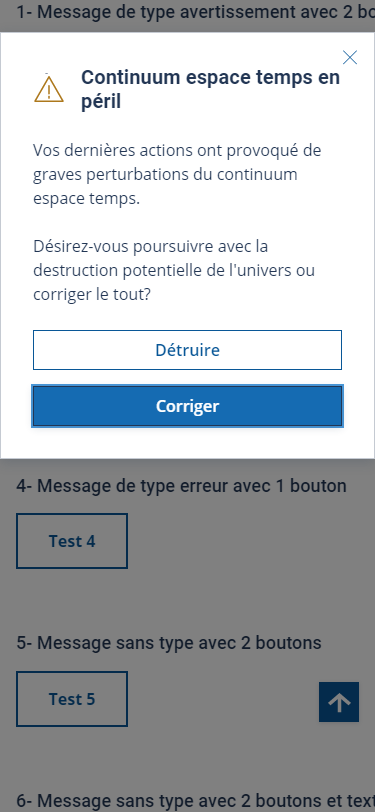 1- Message de type avertissement avec 2 bo
Continuum espace temps en
péril
Vos dernières actions ont provoqué de
graves perturbations du continuum
espace temps.
Désirez-vous poursuivre avec la
destruction potentielle de l'univers ou
corriger le tout?
Détruire
Corriger
4- Message de type erreur avec 1 bouton
Test 4
5- Message sans type avec 2 boutons
Test 5
6- Message sans type avec 2 boutons et text